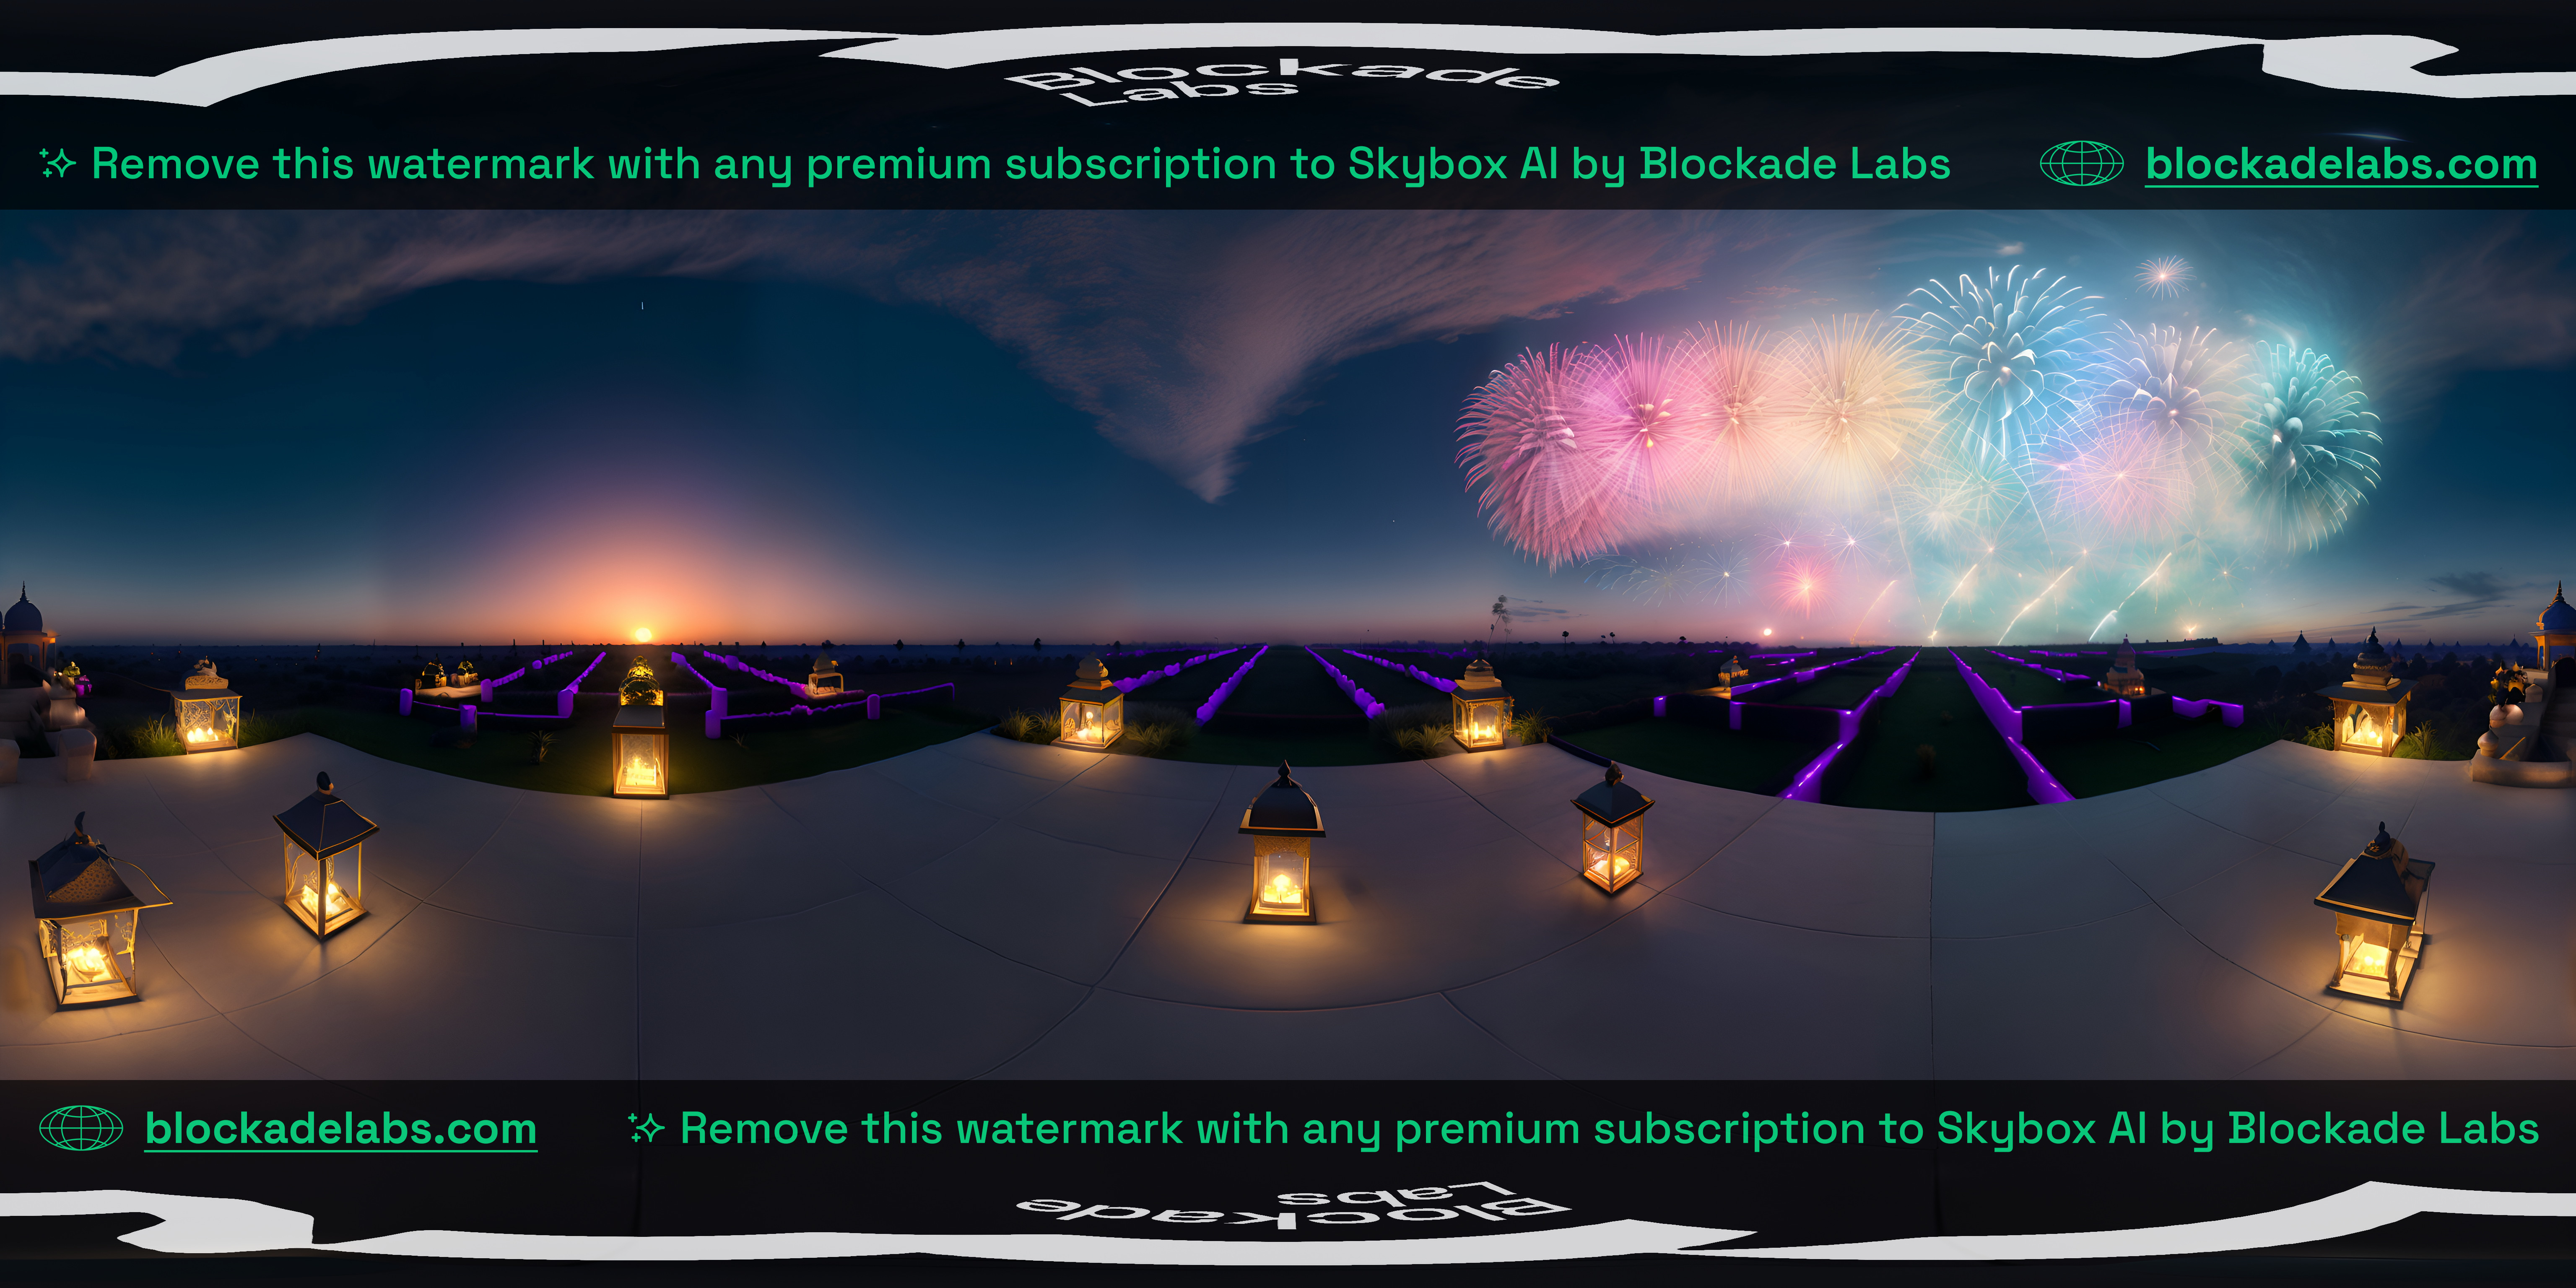 Blockade
Labs
Remove this watermark with any premium subscription to Skybox AI by Blockade Labs
blockadelabs.com
blockadelabs.com
Remove this watermark with any premium subscription to Skybox AI by Blockade Labs
Labs
Blockade